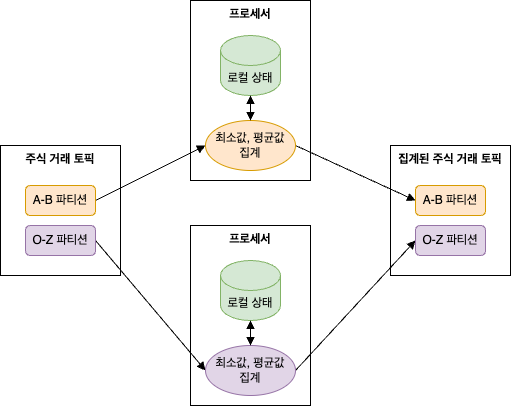 프로세서
로컬 상태
최소값, 평균값
집계
주식 거래 토픽
A-B 파티션
O-Z 파티션
집계된 주식 거래 토픽
A-B 파티션
O-Z 파티션
프로세서
로컬 상태
최소값, 평균값
집계